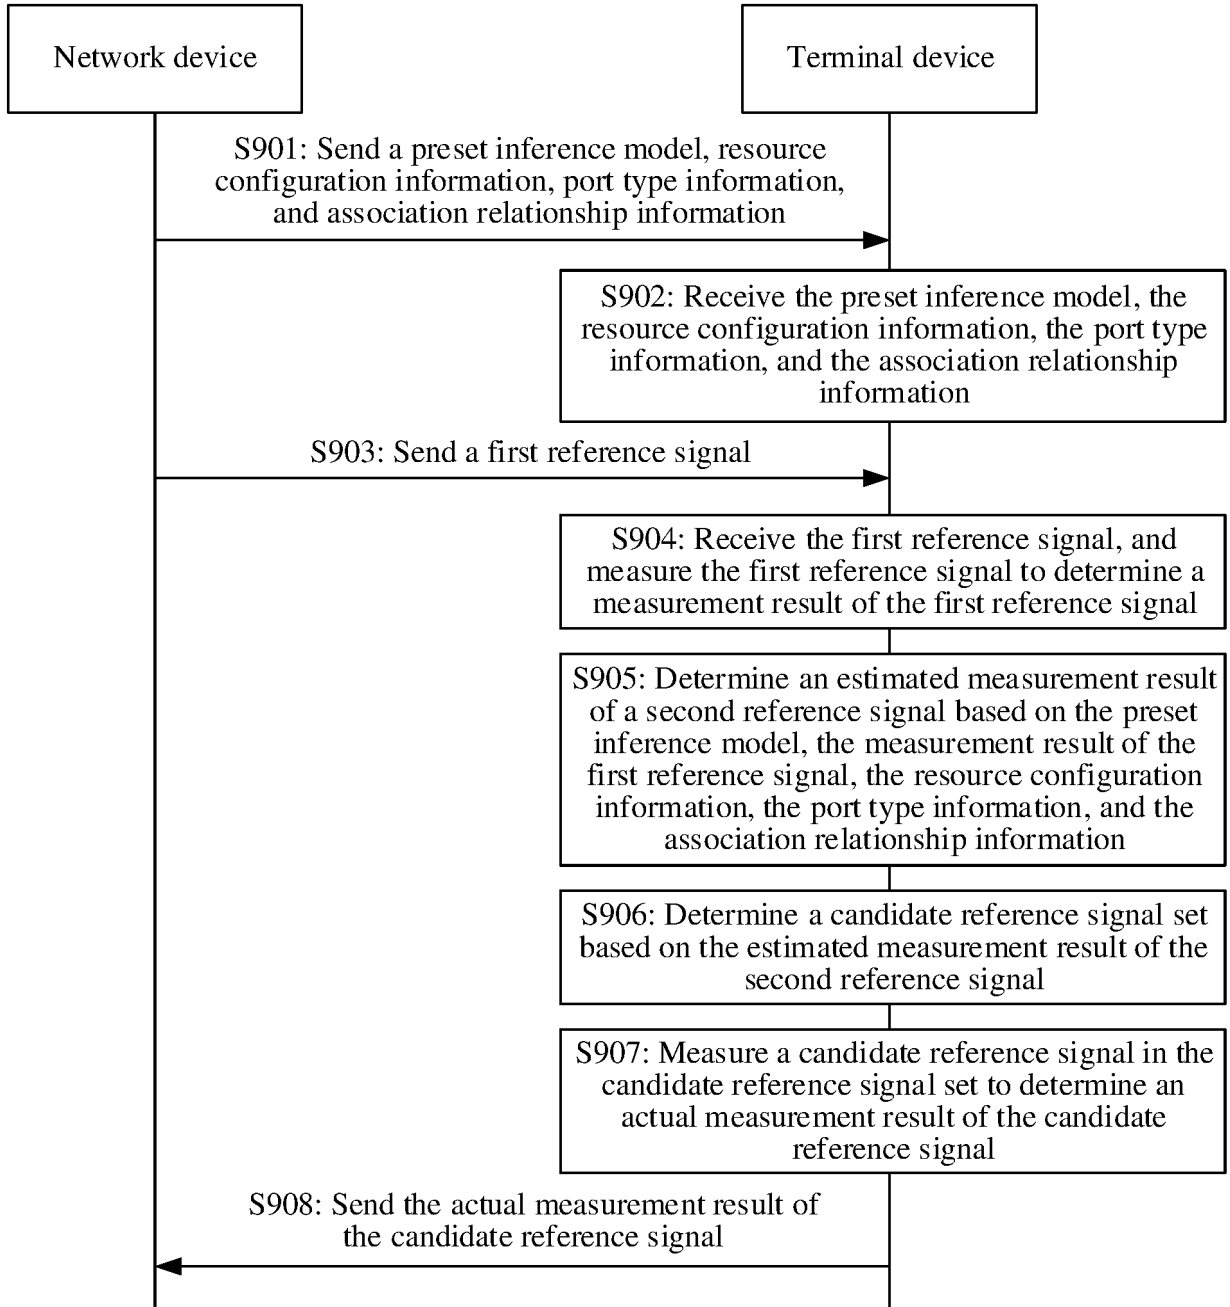 Network device
Terminal device
S901: Send a preset inference model, resource
configuration information, port type information,
and association relationship information
S902: Receive the preset inference model, the
resource configuration information, the port type
information, and the association relationship
information
S903: Send a first reference signal
S904: Receive the first reference signal, and
measure the first reference signal to determine a
measurement result of the first reference signal
S905: Determine an estimated measurement result
of a second reference signal based on the preset
inference model, the measurement result of the
first reference signal, the resource configuration
information, the port type information, and the
association relationship information
S906: Determine a candidate reference signal set
based on the estimated measurement result of the
second reference signal
S907: Measure a candidate reference signal in the
candidate reference signal set to determine an
actual measurement result of the candidate
reference signal
S908: Send the actual measurement result of
the candidate reference signal